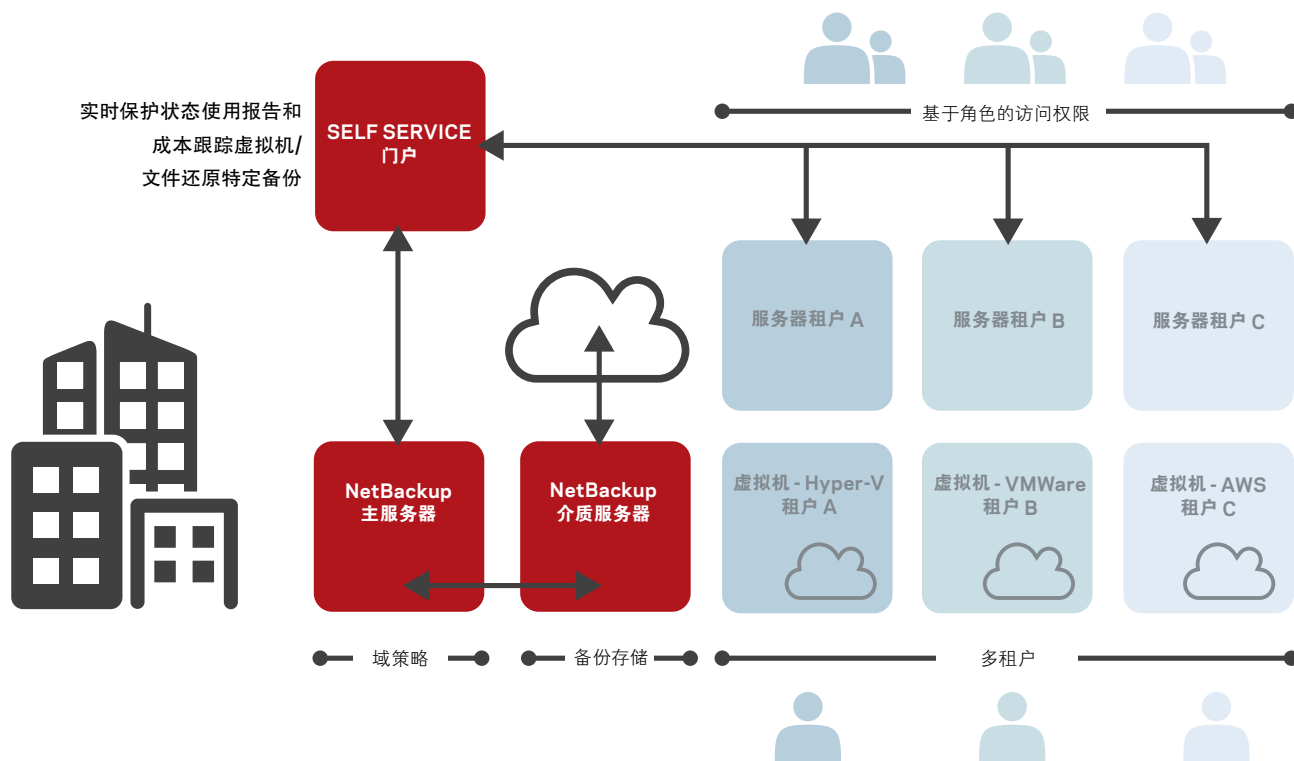 实时保护状态使用报告和
成本跟踪虚拟机/
文件还原特定备份
SELF SERVICE
门户
基于角色的访问权限
服务器租户 A
服务器租户 B
服务器租户 C
NetBackup
主服务器
NetBackup
介质服务器
虚拟机 - Hyper-V
租户 A
虚拟机 - VMWare
租户 B
虚拟机 - AWS
租户 C
域策略
备份存储
多租户